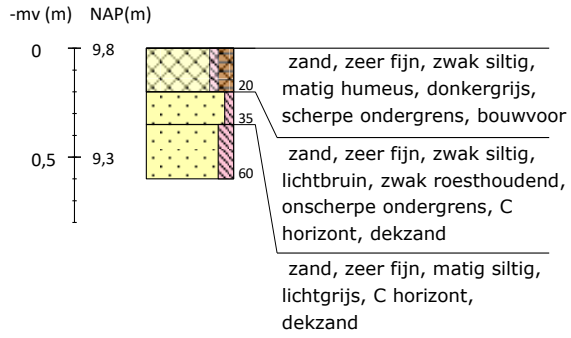 -mv (m) NAP(m)
0 9,8
zand, zeer fijn, zwak siltig,
matig humeus, donkergrijs,
scherpe ondergrens, bouwvoor
20
35
zand, zeer fijn, zwak siltig,
lichtbruin, zwak roesthoudend,
onscherpe ondergrens, C
horizont, dekzand
0,5 9,3
60
zand, zeer fijn, matig siltig,
lichtgrijs, C horizont,
dekzand